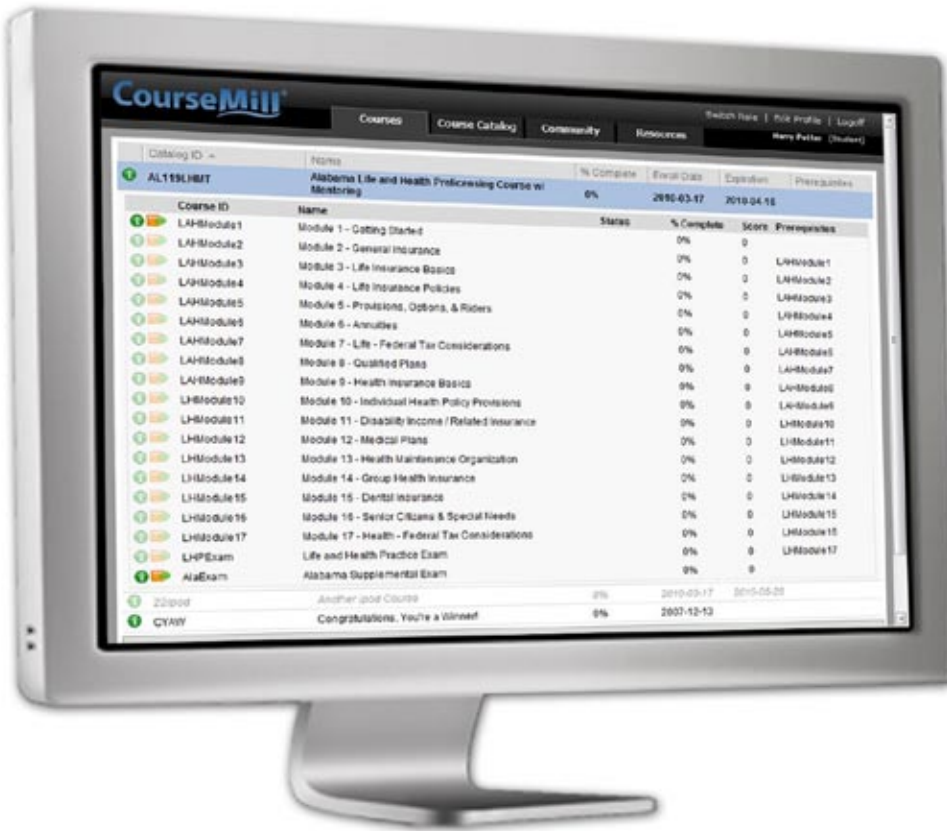 CourseMill
Switch Role | Edit Profile | Logoff
Courses Course Catalog Community Resources
Harry Potter (Student)
Catalog ID Name % Complete Enroll Date Expiration Prerequisites
AL119LHMT Alabama Life and Health Prelicensing Course w/ Mentoring 0% 2010-03-17 2010-04-16
Course ID Name Status % Complete Score Prerequisites
LAHModule1 Module 1 - Getting Started 0% 0
LAHModule2 Module 2 - General Insurance 0% 0 LAHModule1
LAHModule3 Module 3 - Life Insurance Basics 0% 0 LAHModule2
LAHModule4 Module 4 - Life Insurance Policies 0% 0 LAHModule3
LAHModule5 Module 5 - Provisions, Options, & Riders 0% 0 LAHModule4
LAHModule6 Module 6 - Annuities 0% 0 LAHModule5
LAHModule7 Module 7 - Life - Federal Tax Considerations 0% 0 LAHModule6
LAHModule8 Module 8 - Qualified Plans 0% 0 LAHModule7
LAHModule9 Module 9 - Health Insurance Basics 0% 0 LAHModule8
LHModule10 Module 10 - Individual Health Policy Provisions 0% 0 LAHModule9
LHModule11 Module 11 - Disability Income / Related Insurance 0% 0 LHModule10
LHModule12 Module 12 - Medical Plans 0% 0 LHModule11
LHModule13 Module 13 - Health Maintenance Organization 0% 0 LHModule12
LHModule14 Module 14 - Group Health Insurance 0% 0 LHModule13
LHModule15 Module 15 - Dental Insurance 0% 0 LHModule14
LHModule16 Module 16 - Senior Citizens & Special Needs 0% 0 LHModule15
LHModule17 Module 17 - Health - Federal Tax Considerations 0% 0
LHPExam Life and Health Practice Exam 0% 0 LHModule17
AlaExam Alabama Supplemental Exam 0% 0
Another ipod Course 0% 2010-03-17
CYAW Congratulations, You're a Winner! 0% 2007-12-13